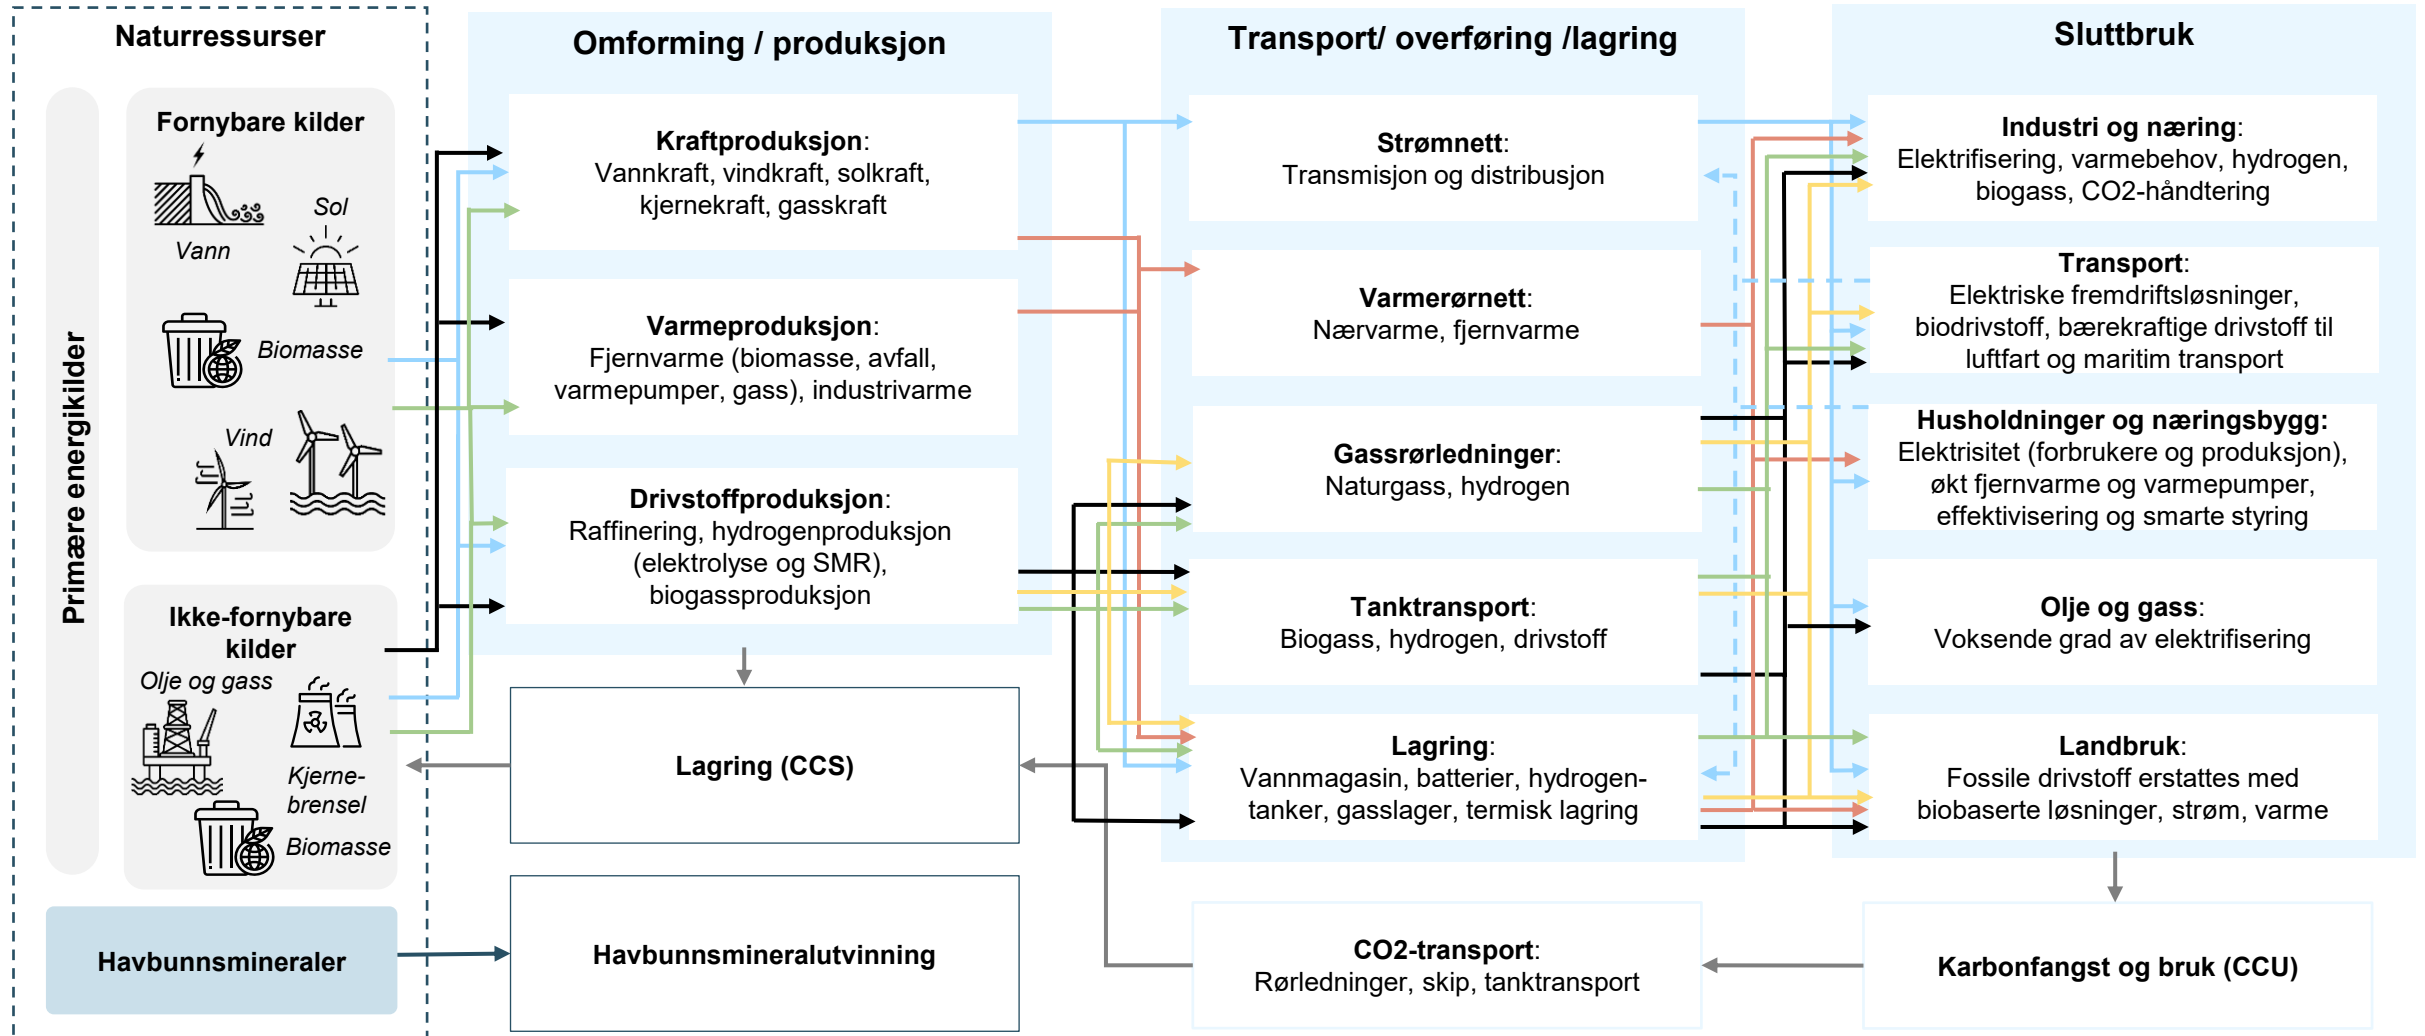 Naturressurser
Primære energikilder
Fornybare kilder
Vann
Sol
Biomasse
Vind
Ikke-fornybare
kilder
Olje og gass
Kjerne-
brensel
Biomasse
Havbunnsmineraler
Omforming / produksjon
Kraftproduksjon:
Vannkraft, vindkraft, solkraft,
kjernekraft, gasskraft
Varmeproduksjon:
Fjernvarme (biomasse, avfall,
varmepumper, gass), industrivarme
Drivstoffproduksjon:
Raffinering, hydrogenproduksjon
(elektrolyse og SMR),
biogassproduksjon
Lagring (CCS)
Havbunnsmineralutvinning
Transport/ overføring /lagring
Strømnett:
Transmisjon og distribusjon
Varmerørnett:
Nærvarme, fjernvarme
Gassrørledninger:
Naturgass, hydrogen
Tanktransport:
Biogass, hydrogen, drivstoff
Lagring:
Vannmagasin, batterier, hydrogen-
tanker, gasslager, termisk lagring
CO2-transport:
Rørledninger, skip, tanktransport
Sluttbruk
Industri og næring:
Elektrifisering, varmebehov, hydrogen,
biogass, CO2-håndtering
Transport:
Elektriske fremdriftsløsninger,
biodrivstoff, bærekraftige drivstoff til
luftfart og maritim transport
Husholdninger og næringsbygg:
Elektrisitet (forbrukere og produksjon),
økt fjernvarme og varmepumper,
effektivisering og smarte styring
Olje og gass:
Voksende grad av elektrifisering
Landbruk:
Fossile drivstoff erstattes med
biobaserte løsninger, strøm, varme
Karbonfangst og bruk (CCU)